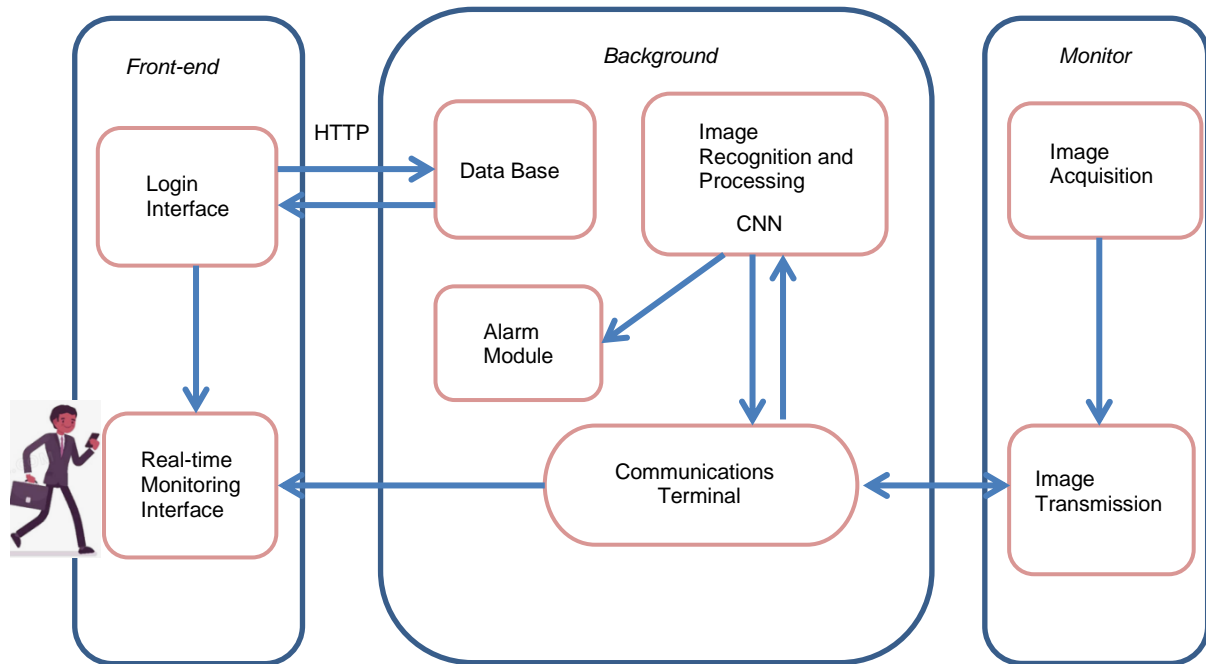 Front-end
Background
Monitor
HTTP
Login
Interface
Data Base
Image
Recognition and
Processing
CNN
Image
Acquisition
Alarm
Module
Real-time
Monitoring
Interface
Communications
Terminal
Image
Transmission